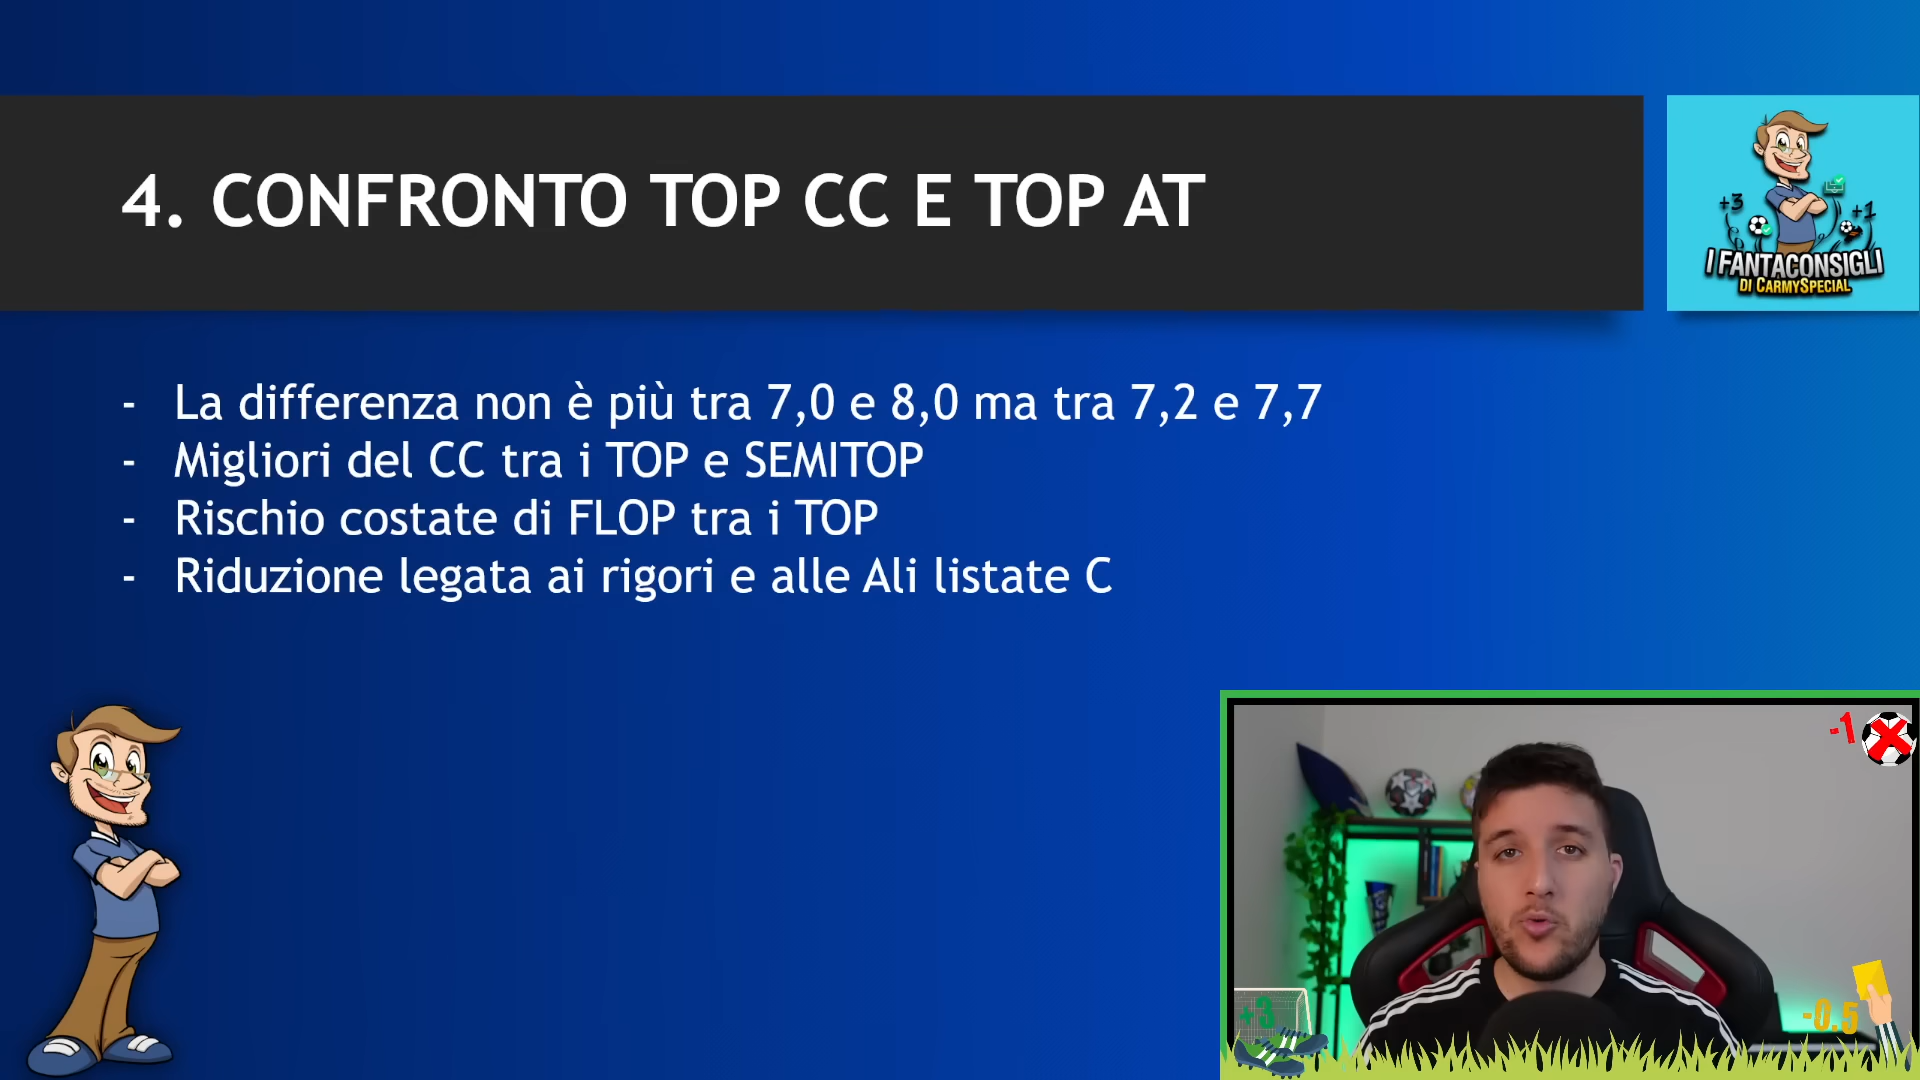 4. CONFRONTO TOP CC E TOP AT
+3
+1
I FANTACONSIGLI
DI CARMYSPECIAL
- La differenza non è più tra 7,0 e 8,0 ma tra 7,2 e 7,7
- Migliori del CC tra i TOP e SEMITOP
- Rischio costate di FLOP tra i TOP
- Riduzione legata ai rigori e alle Ali listate C
-1
+3
-0.5